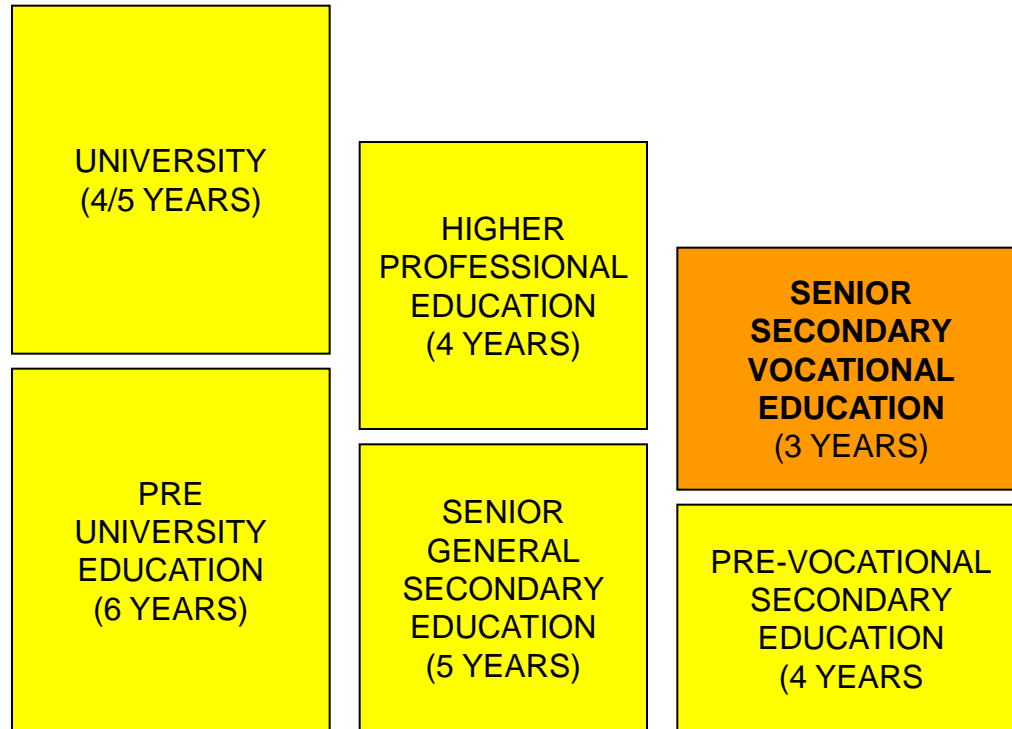 UNIVERSITY
(4/5 YEARS)
HIGHER
PROFESSIONAL
EDUCATION
(4 YEARS)
SENIOR
SECONDARY
VOCATIONAL
EDUCATION
(3 YEARS)
PRE
UNIVERSITY
EDUCATION
(6 YEARS)
SENIOR
GENERAL
SECONDARY
EDUCATION
(5 YEARS)
PRE-VOCATIONAL
SECONDARY
EDUCATION
(4 YEARS